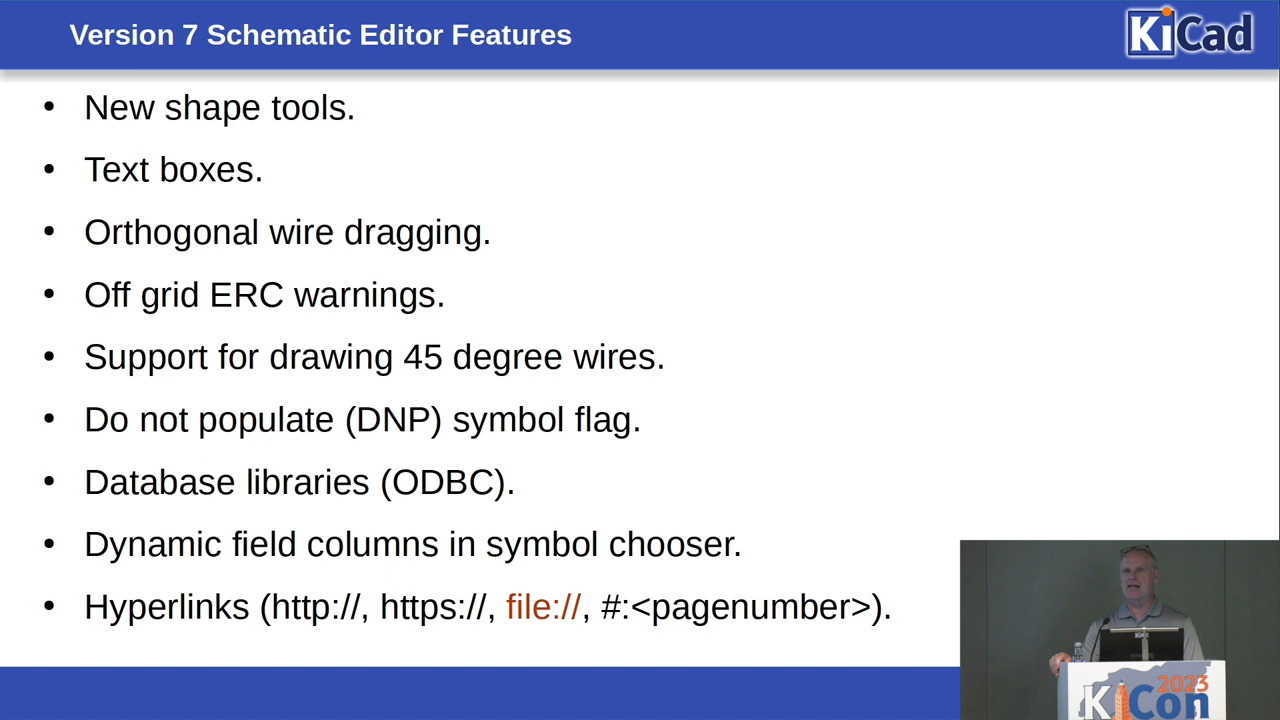 Version 7 Schematic Editor Features
KiCad
• New shape tools.
• Text boxes.
• Orthogonal wire dragging.
• Off grid ERC warnings.
• Support for drawing 45 degree wires.
• Do not populate (DNP) symbol flag.
• Database libraries (ODBC).
• Dynamic field columns in symbol chooser.
• Hyperlinks (http://, https://, file://, #:<pagenumber>).
2023
KiCon